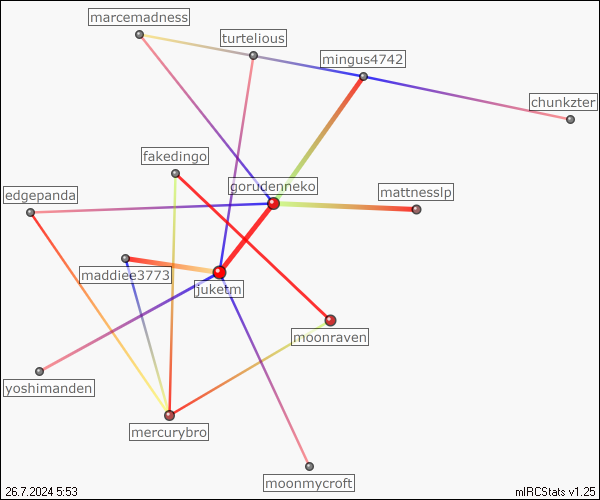 marcemadness
turtelious
mingus4742
chunkzter
fakedingo
gorudenneko
mattnesslp
edgepanda
maddiee3773
juketm
moonraven
yoshimanden
mercurybro
moonmycroft
26.7.2024 5:53
mIRCStats v1.25